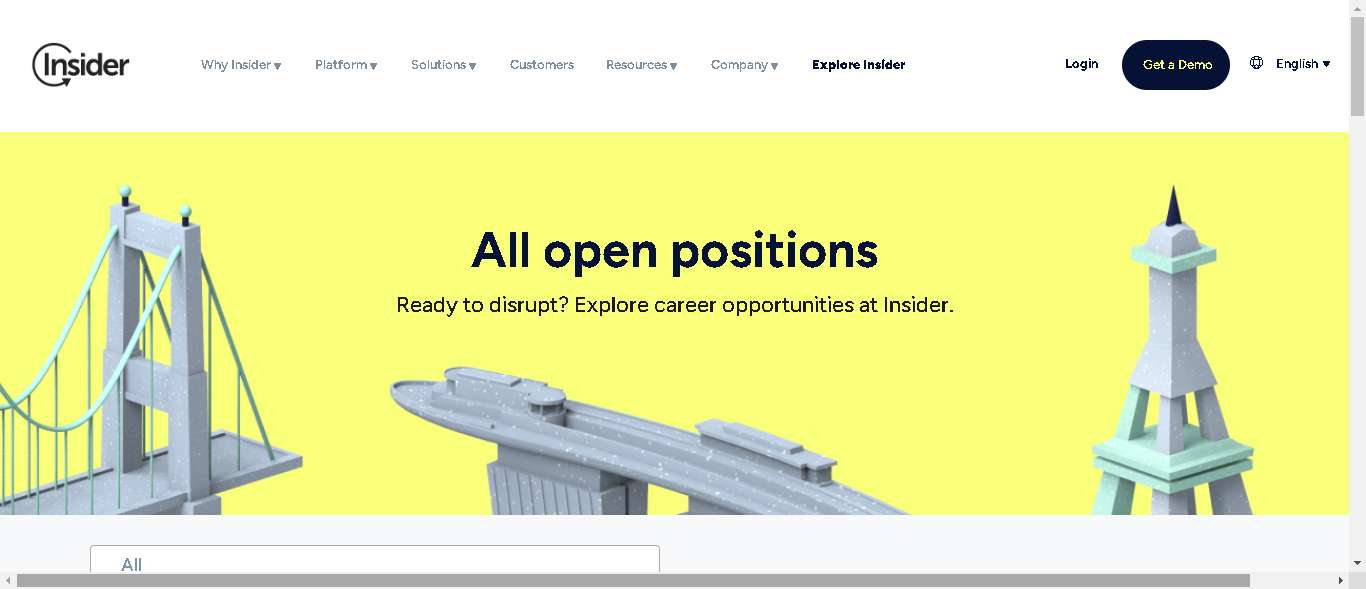 Insider
Why Insider ▾ Platform ▾ Solutions ▾ Customers Resources ▾ Company ▾ Explore Insider Login Get a Demo English ▾
All open positions
Ready to disrupt? Explore career opportunities at Insider.
All